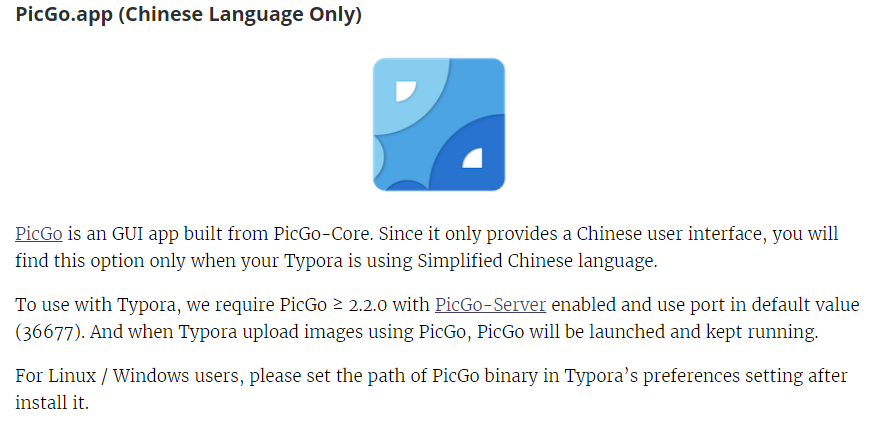 PicGo.app (Chinese Language Only)
PicGo is an GUI app built from PicGo-Core. Since it only provides a Chinese user interface, you will
find this option only when your Typora is using Simplified Chinese language.
To use with Typora, we require PicGo ≥ 2.2.0 with PicGo-Server enabled and use port in default value
(36677). And when Typora upload images using PicGo, PicGo will be launched and kept running.
For Linux / Windows users, please set the path of PicGo binary in Typora’s preferences setting after
install it.